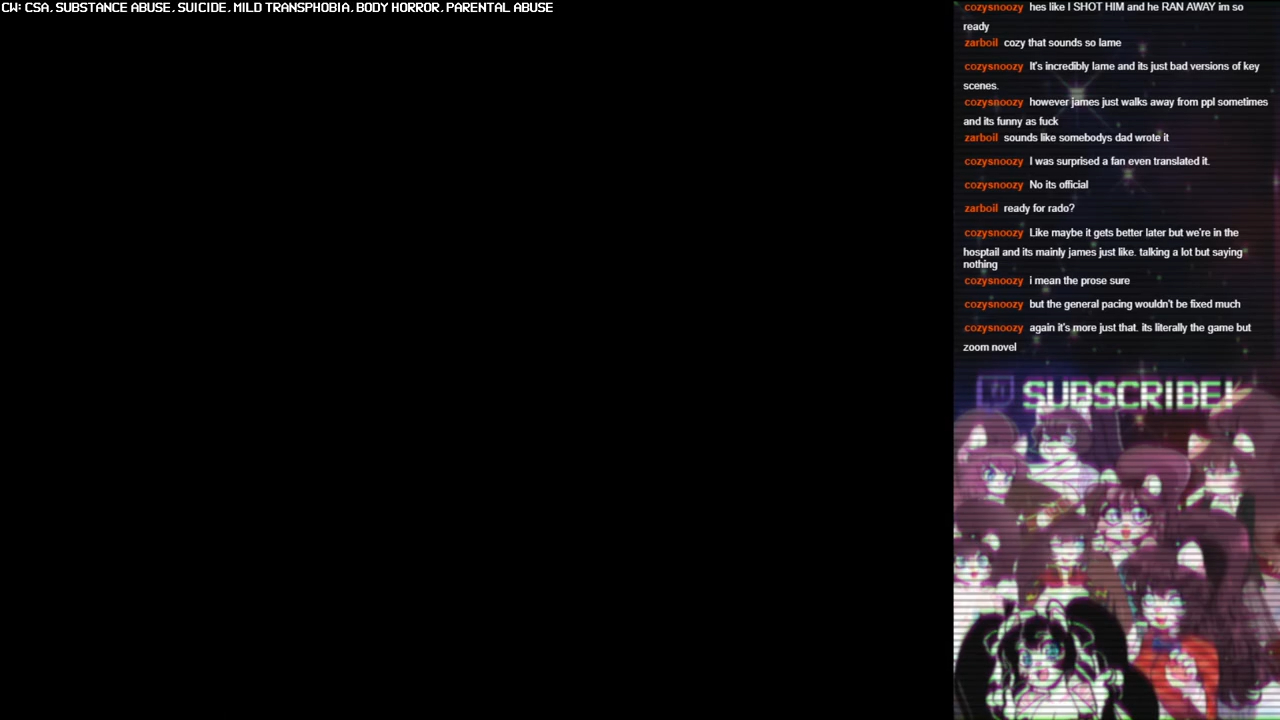 CW: CSA, SUBSTANCE ABUSE, SUICIDE, MILD TRANSPHOBIA, BODY HORROR, PARENTAL ABUSE
cozysnoozy hes like I SHOT HIM and he RAN AWAY im so
ready
zarboil cozy that sounds so lame
cozysnoozy It's incredibly lame and its just bad versions of key
scenes.
cozysnoozy however james just walks away from ppl sometimes
and its funny as fuck
zarboil sounds like somebodys dad wrote it
cozysnoozy I was surprised a fan even translated it.
cozysnoozy No its official
zarboil ready for rado?
cozysnoozy Like maybe it gets better later but we're in the
hosptail and its mainly james just like. talking a lot but saying
nothing
cozysnoozy i mean the prose sure
cozysnoozy but the general pacing wouldn't be fixed much
cozysnoozy again it's more just that. its literally the game but
zoom novel
SUBSCRIBE!